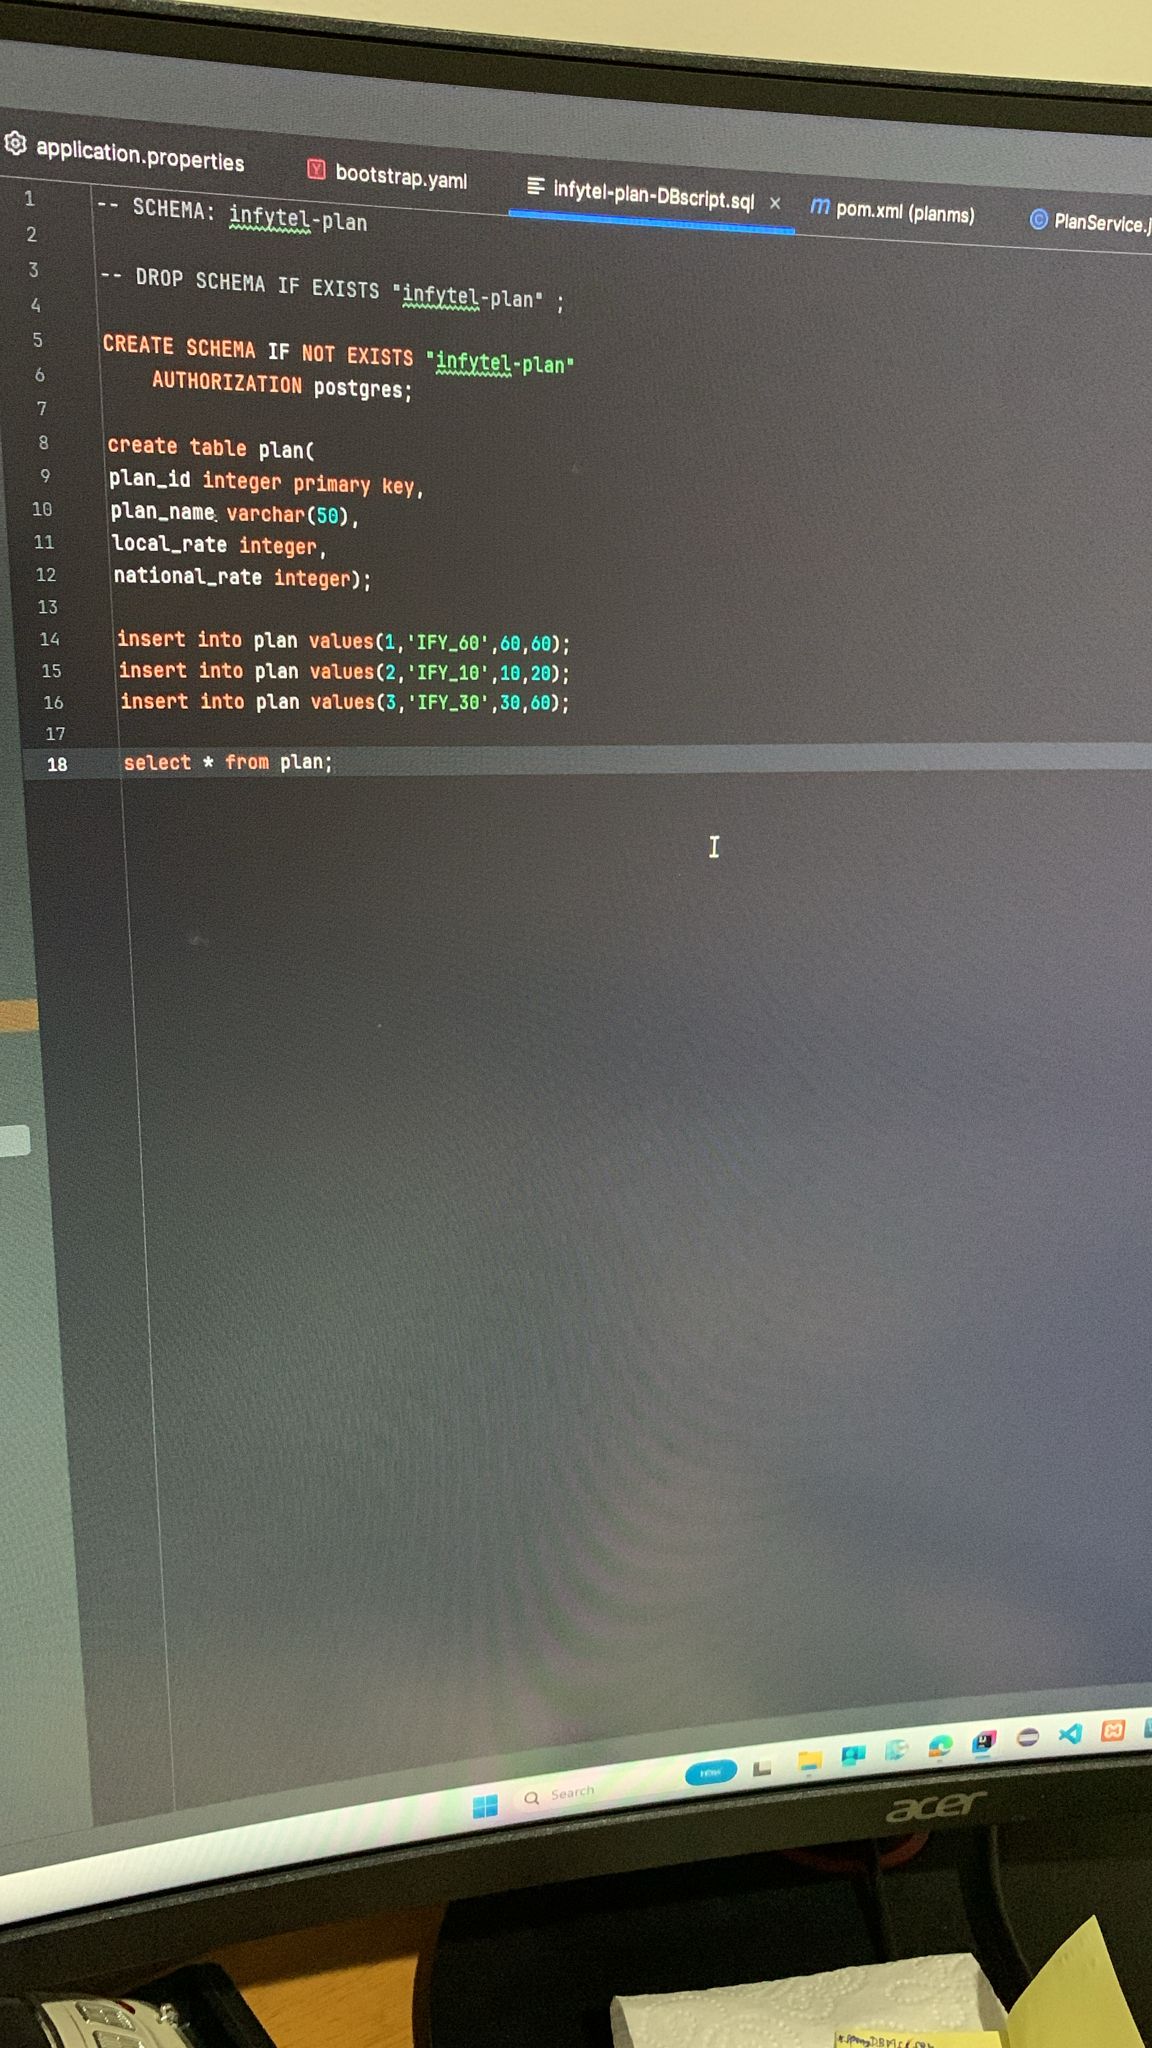 application.properties
bootstrap.yaml
infytel-plan-DBscript.sql
pom.xml (planms)
PlanService.j
1 -- SCHEMA: infytel-plan
2
3 -- DROP SCHEMA IF EXISTS "infytel-plan" ;
4
5 CREATE SCHEMA IF NOT EXISTS "infytel-plan"
6 AUTHORIZATION postgres;
7
8 create table plan(
9 plan_id integer primary key,
10 plan_name varchar(50),
11 local_rate integer,
12 national_rate integer);
13
14 insert into plan values(1,'IFY_60',60,60);
15 insert into plan values(2,'IFY_10',10,20);
16 insert into plan values(3,'IFY_30',30,60);
17
18 select * from plan;
Search
acer